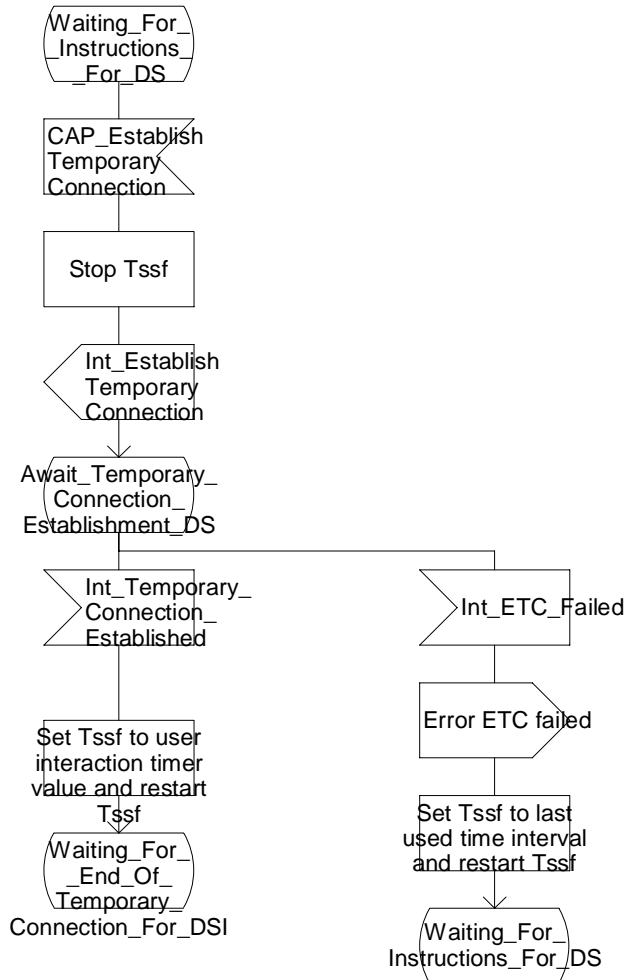 Waiting_For_
_Instructions_
_For_DS
CAP_Establish
Temporary
Connection
Stop Tssf
Int_Establish
Temporary
Connection
Await_Temporary_
Connection_
Establishment_DS
Int_Temporary_
Connection_
Established
Int_ETC_Failed
Error ETC failed
Set Tssf to user
interaction timer
value and restart
Tssf
Set Tssf to last
used time interval
and restart Tssf
Waiting_For_
_End_Of_
Temporary_
Connection_For_DSI
Waiting_For_
Instructions_For_DS